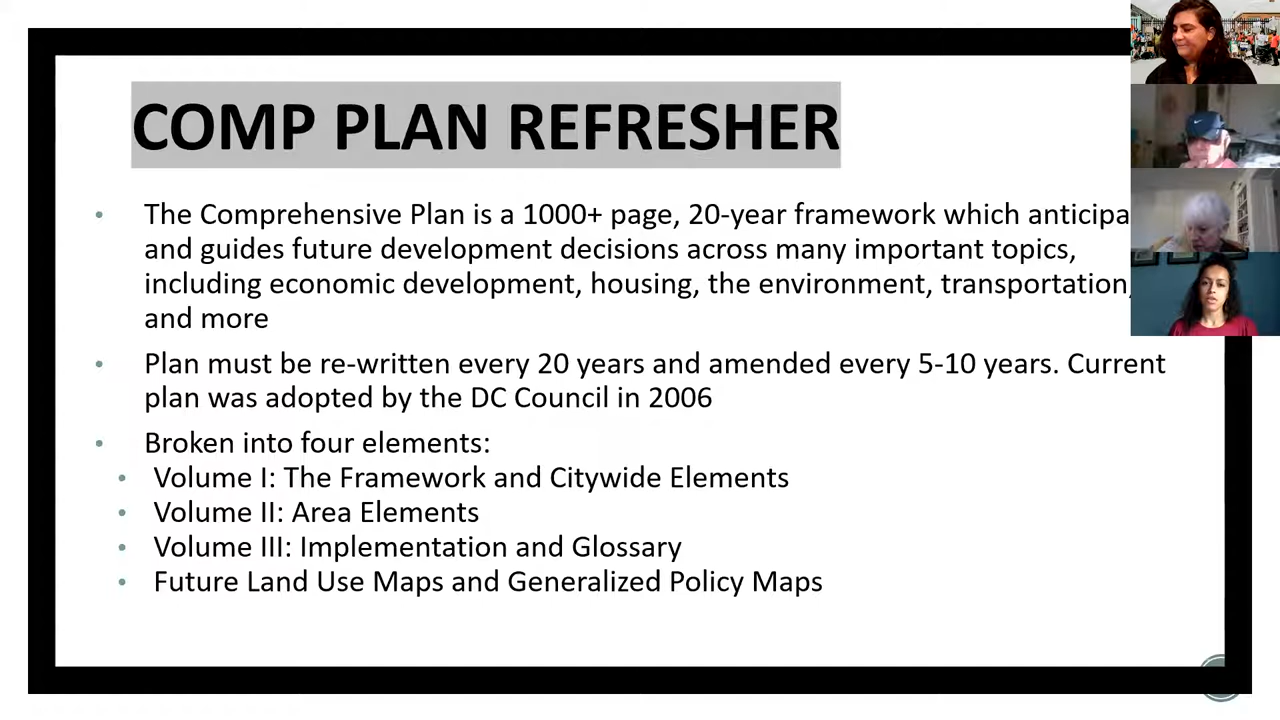 COMP PLAN REFRESHER
• The Comprehensive Plan is a 1000+ page, 20-year framework which
and guides future development decisions across many important topics,
including economic development, housing, the environment, transportation,
and more
• Plan must be re-written every 20 years and amended every 5-10 years. Current
plan was adopted by the DC Council in 2006
• Broken into four elements:
• Volume I: The Framework and Citywide Elements
• Volume II: Area Elements
• Volume III: Implementation and Glossary
• Future Land Use Maps and Generalized Policy Maps